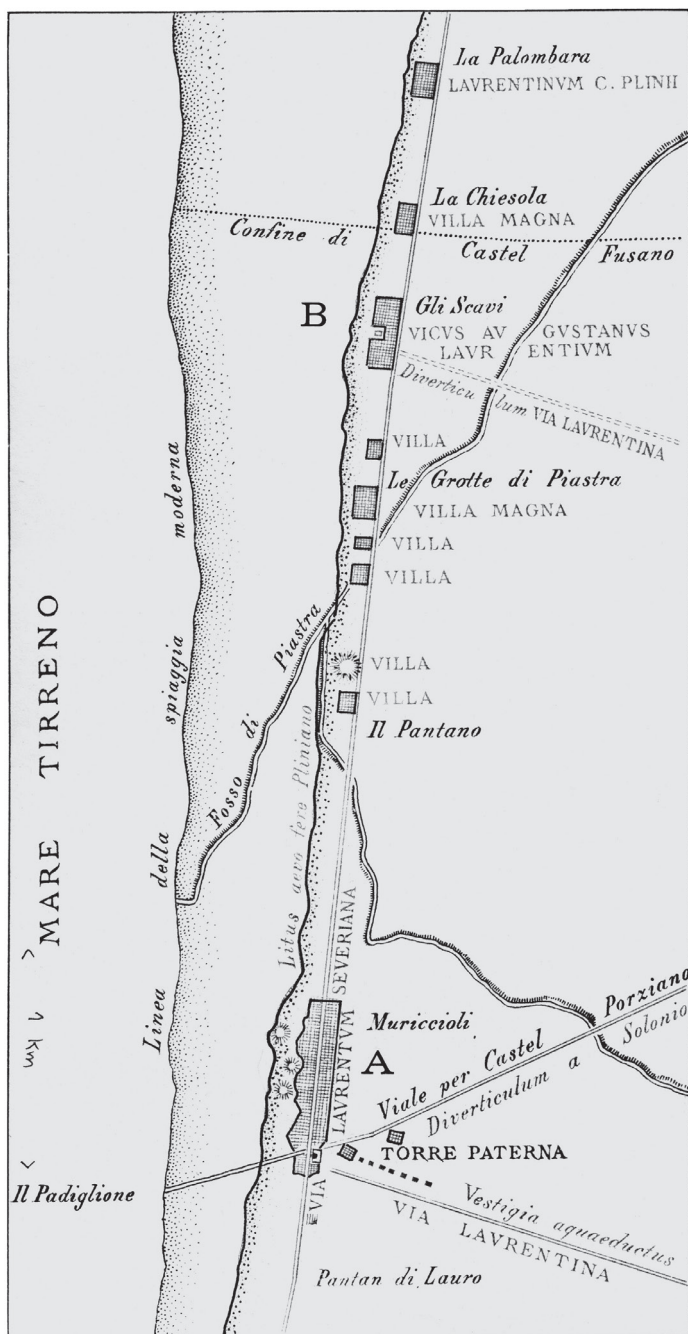 La Palombara
LAVRENTINVM C. PLINII
La Chiesola
VILLA MAGNA
Confine di Castel Fusano
B
Gli Scavi
VICUS AV GVSTANVS
LAVR ENTIVM
Diverticu lum VIA LAVRENTINA
VILLA
Le Grotte di Piastra
VILLA MAGNA
VILLA
VILLA
VILLA
VILLA
Il Pantano
Fosso di Piastra
Litus aevo fere Pliniano
Linea della spiaggia moderna
MARE TIRRENO
1 km
Muriccioli
A
VIA LAVRENTVM SEVERIANA
Viale per Castel Porziano
Diverticulum a Solonio
TORRE PATERNA
Il Padiglione
Vestigia aquaeductus
VIA LAVRENTINA
Pantan di Lauro